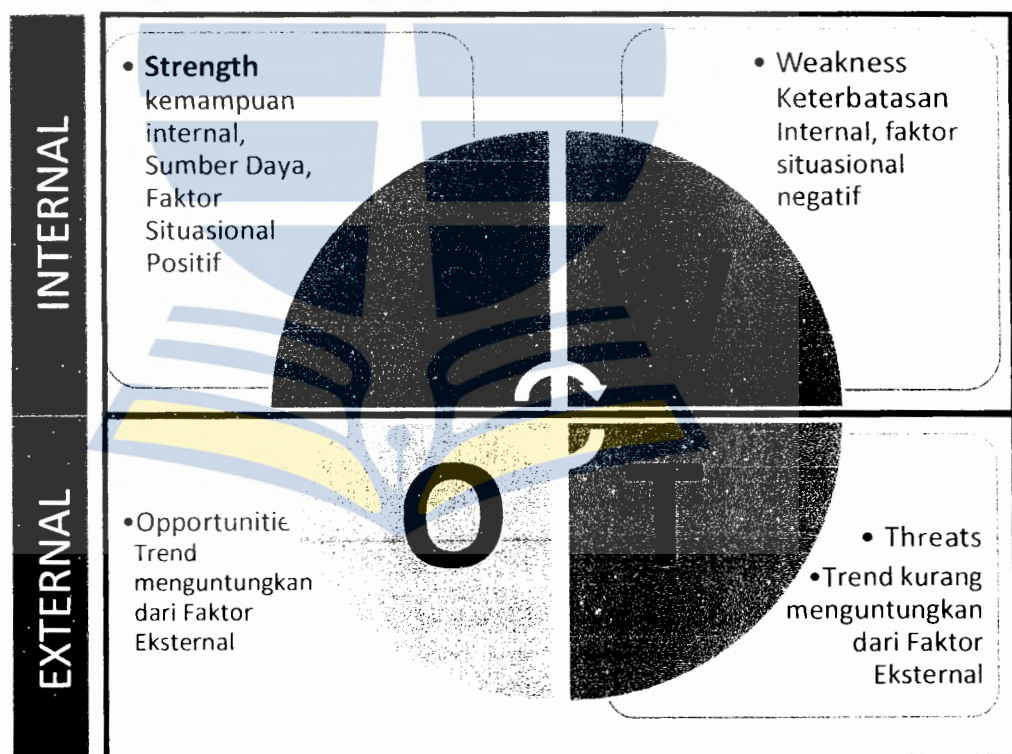 INTERNAL
• Strength
kemampuan
internal,
Sumber Daya,
Faktor
Situasional
Positif
• Weakness
Keterbatasan
Internal, faktor
situasional
negatif
EXTERNAL
•Opportunitie
Trend
menguntungkan
dari Faktor
Eksternal
O
T
• Threats
•Trend kurang
menguntungkan
dari Faktor
Eksternal